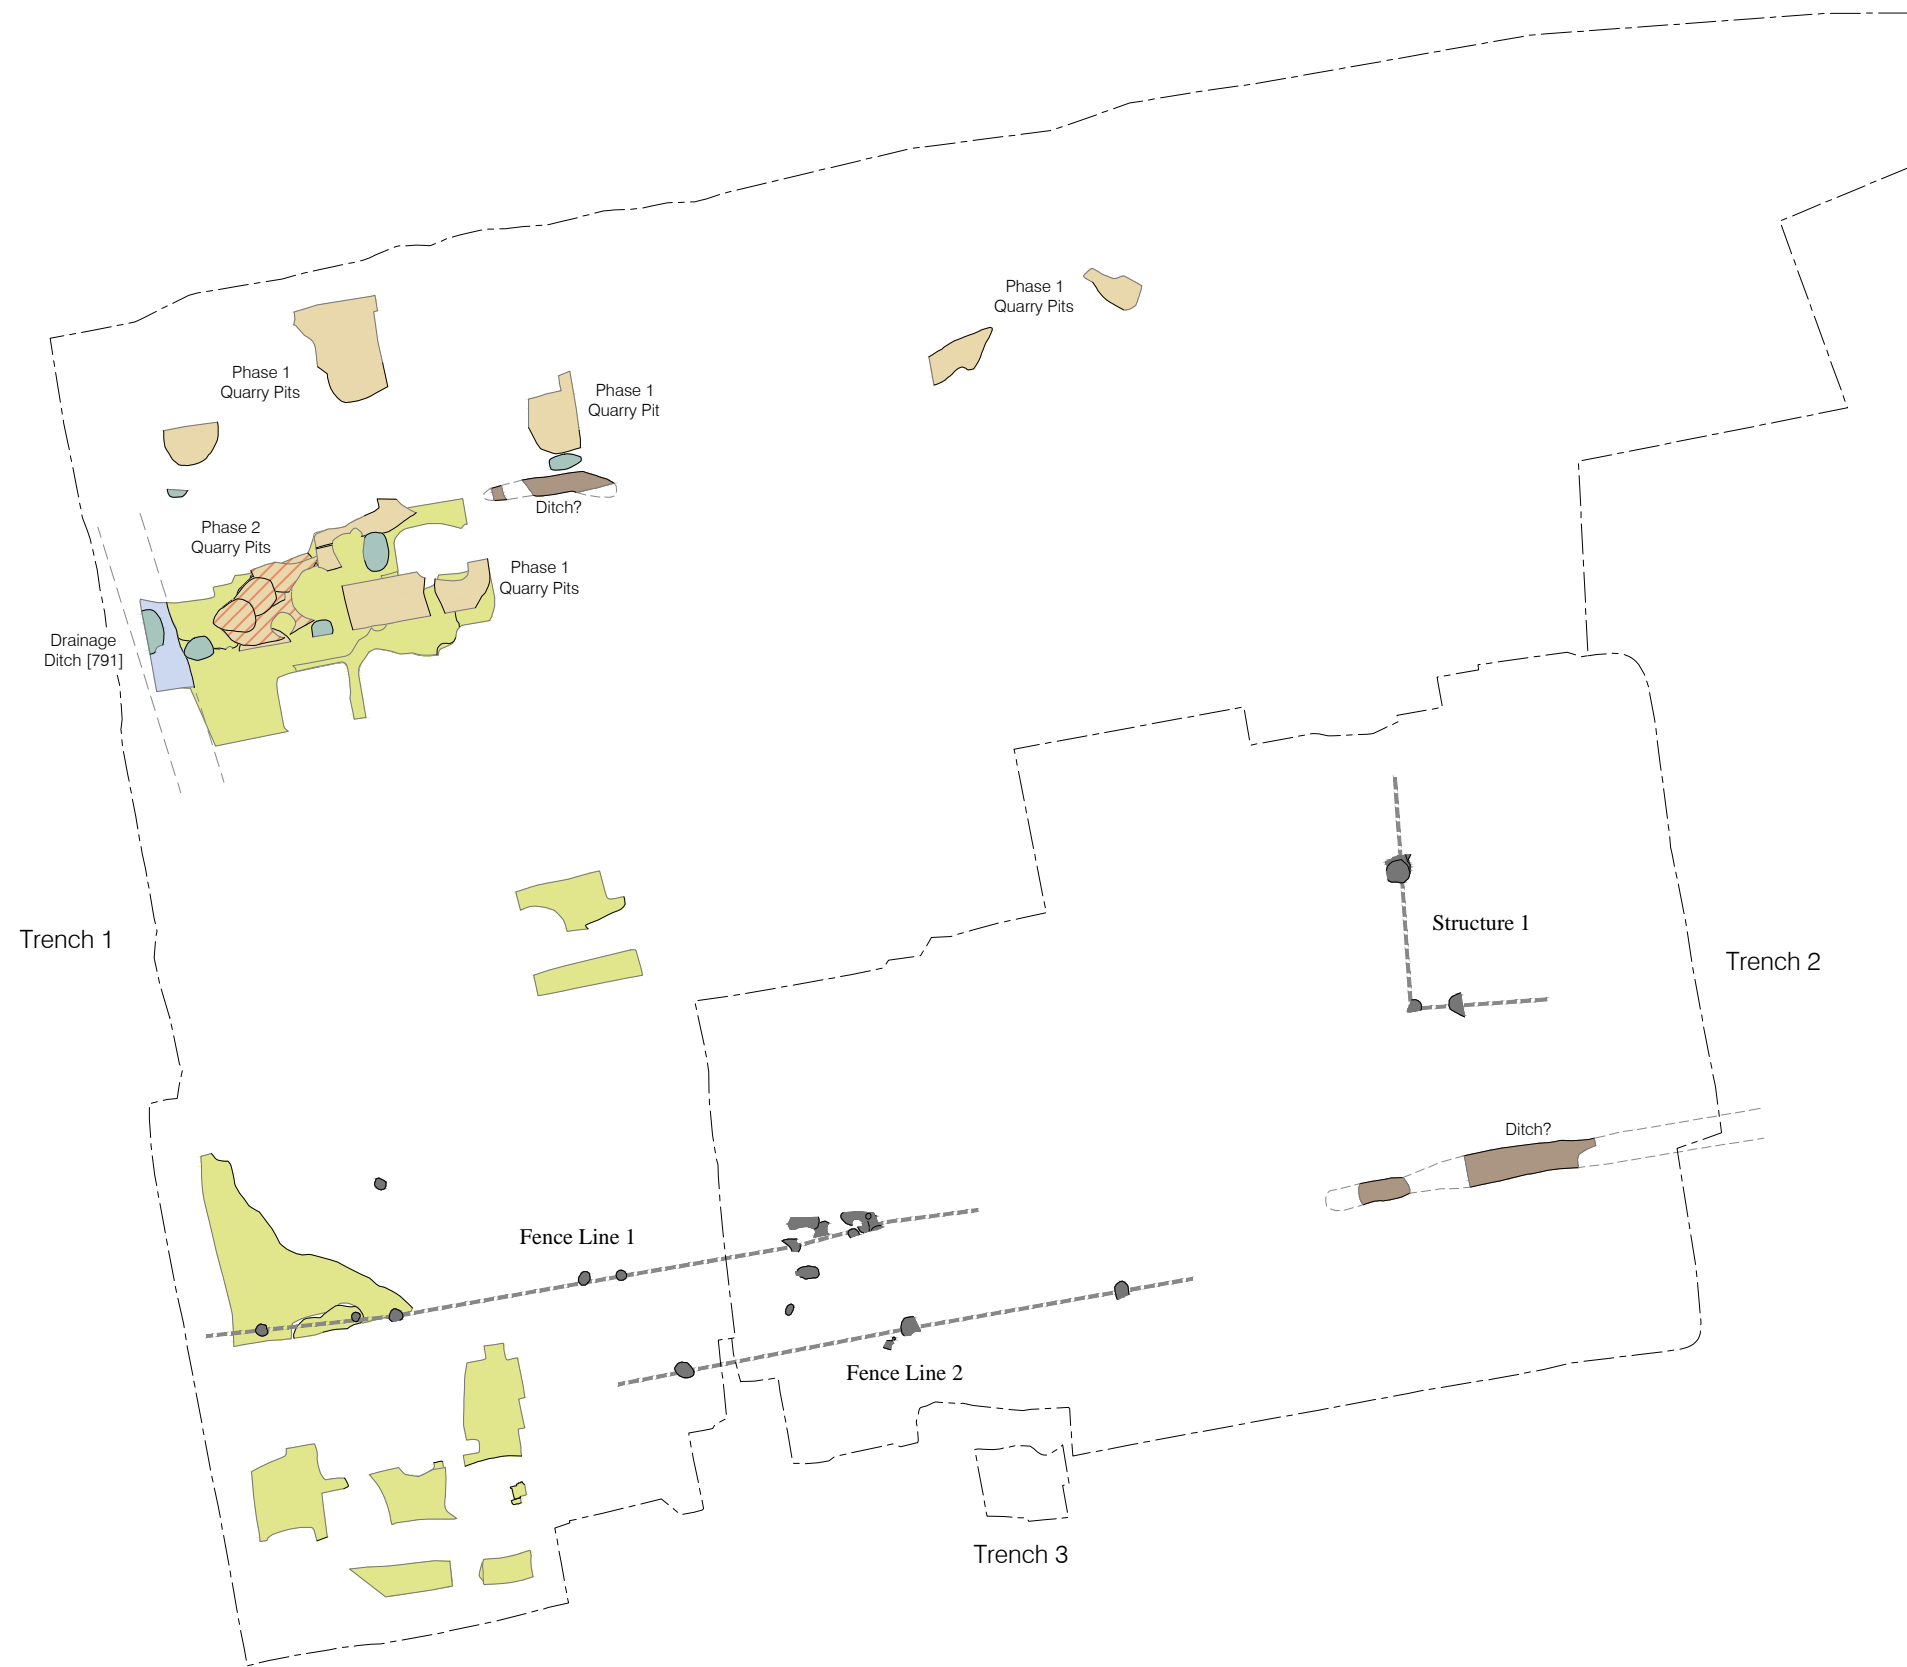 Phase 1
Quarry Pits
Phase 1
Quarry Pits
Phase 1
Quarry Pit
Ditch?
Phase 2
Quarry Pits
Phase 1
Quarry Pits
Drainage
Ditch [791]
Structure 1
Trench 1
Trench 2
Ditch?
Fence Line 1
Fence Line 2
Trench 3